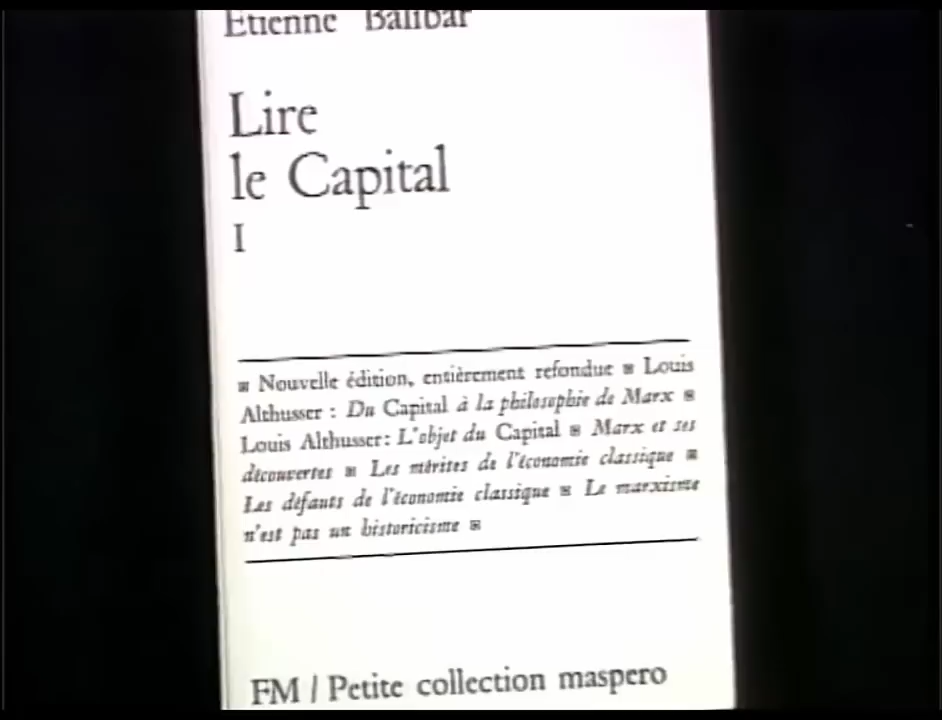 Etienne Balibar
Lire
le Capital
I
▪ Nouvelle édition, entièrement refondue ▪ Louis
Althusser : Du Capital à la philosophie de Marx ▪
Louis Althusser : L'objet du Capital ▪ Marx et ses
découvertes ▪ Les mérites de l'économie classique ▪
Les défauts de l'économie classique ▪ Le marxisme
n'est pas un historicisme ▪
FM / Petite collection maspero